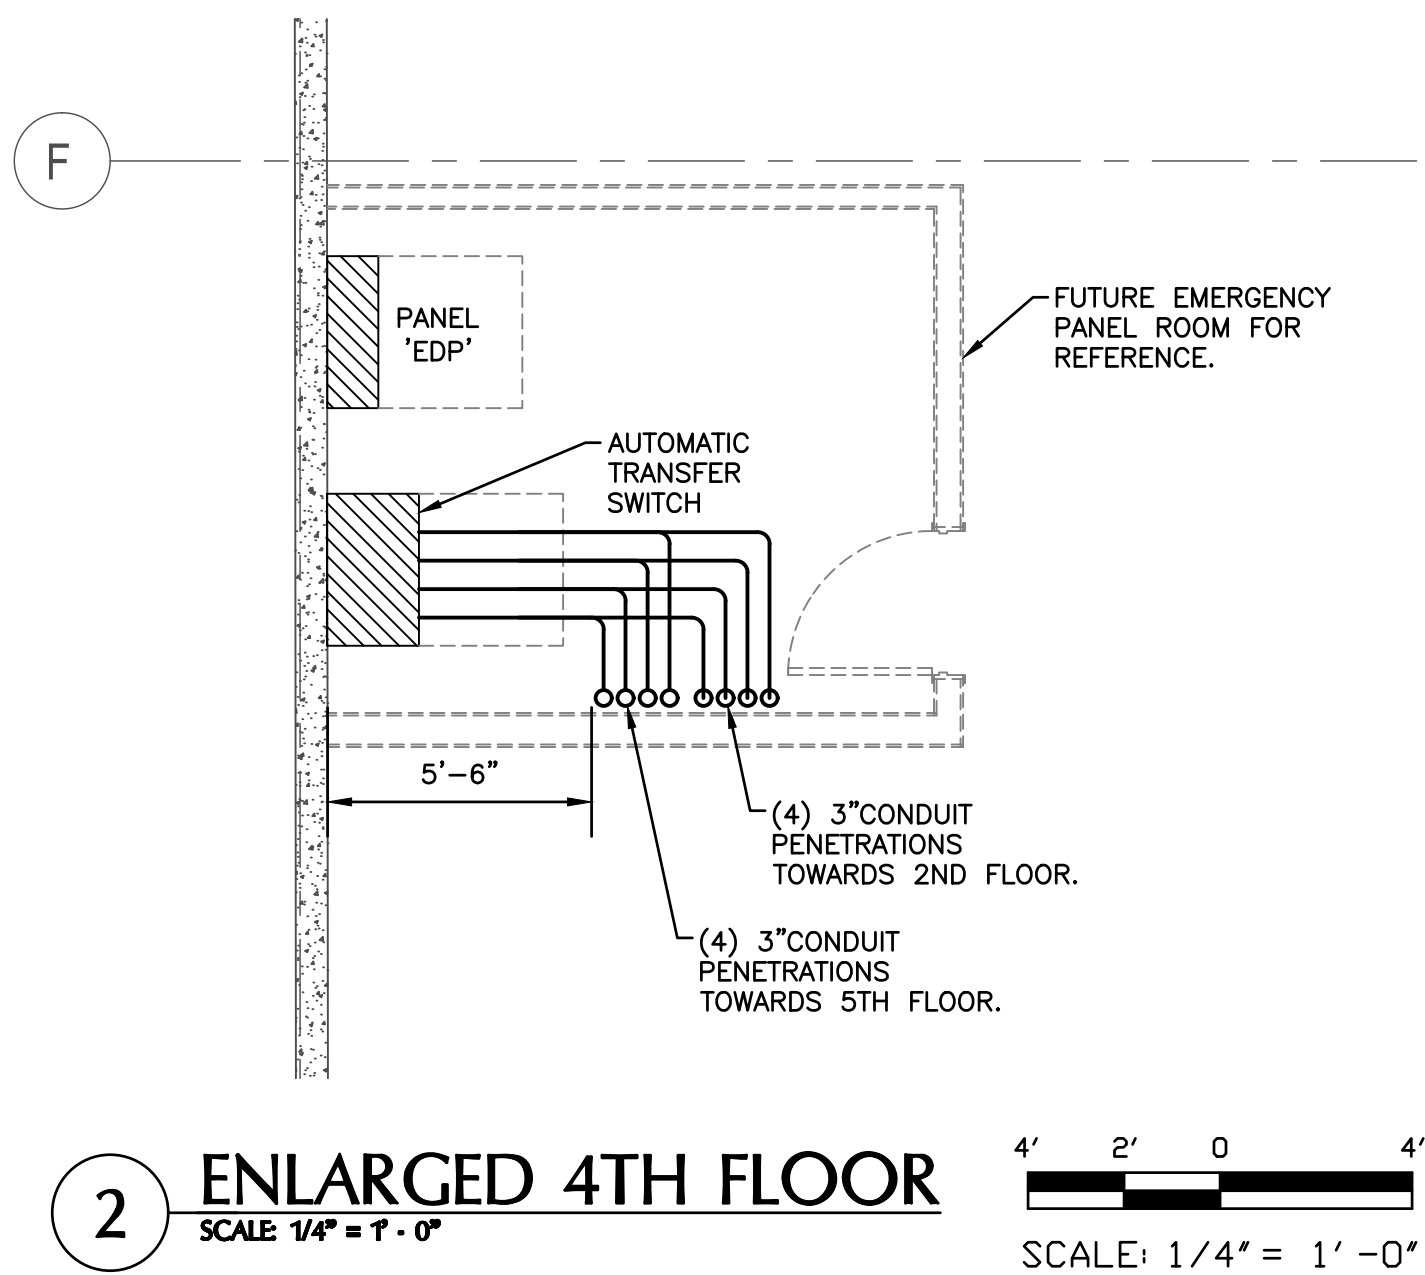 F
PANEL
'EDP'
FUTURE EMERGENCY
PANEL ROOM FOR
REFERENCE.
AUTOMATIC
TRANSFER
SWITCH
5'-6"
(4) 3"CONDUIT
PENETRATIONS
TOWARDS 2ND FLOOR.
(4) 3"CONDUIT
PENETRATIONS
TOWARDS 5TH FLOOR.
2
ENLARGED 4TH FLOOR
SCALE: 1/4" = 1' - 0"
4' 2' 0 4'
SCALE: 1/4" = 1' -0"